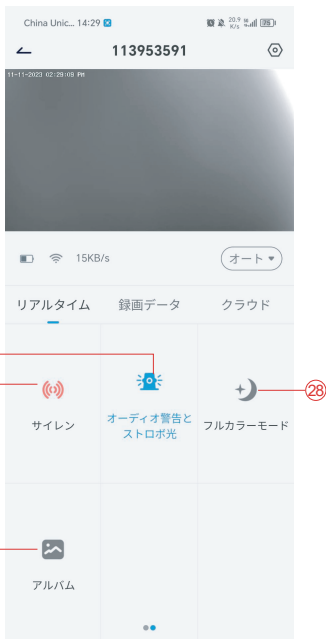 China Unic... 14:29
20.9 K/s
113953591
11-11-2023 02:29:09 PM
15KB/s
オート
リアルタイム 録画データ クラウド
28
サイレン
オーディオ警告と
ストロボ光
フルカラーモード
アルバム